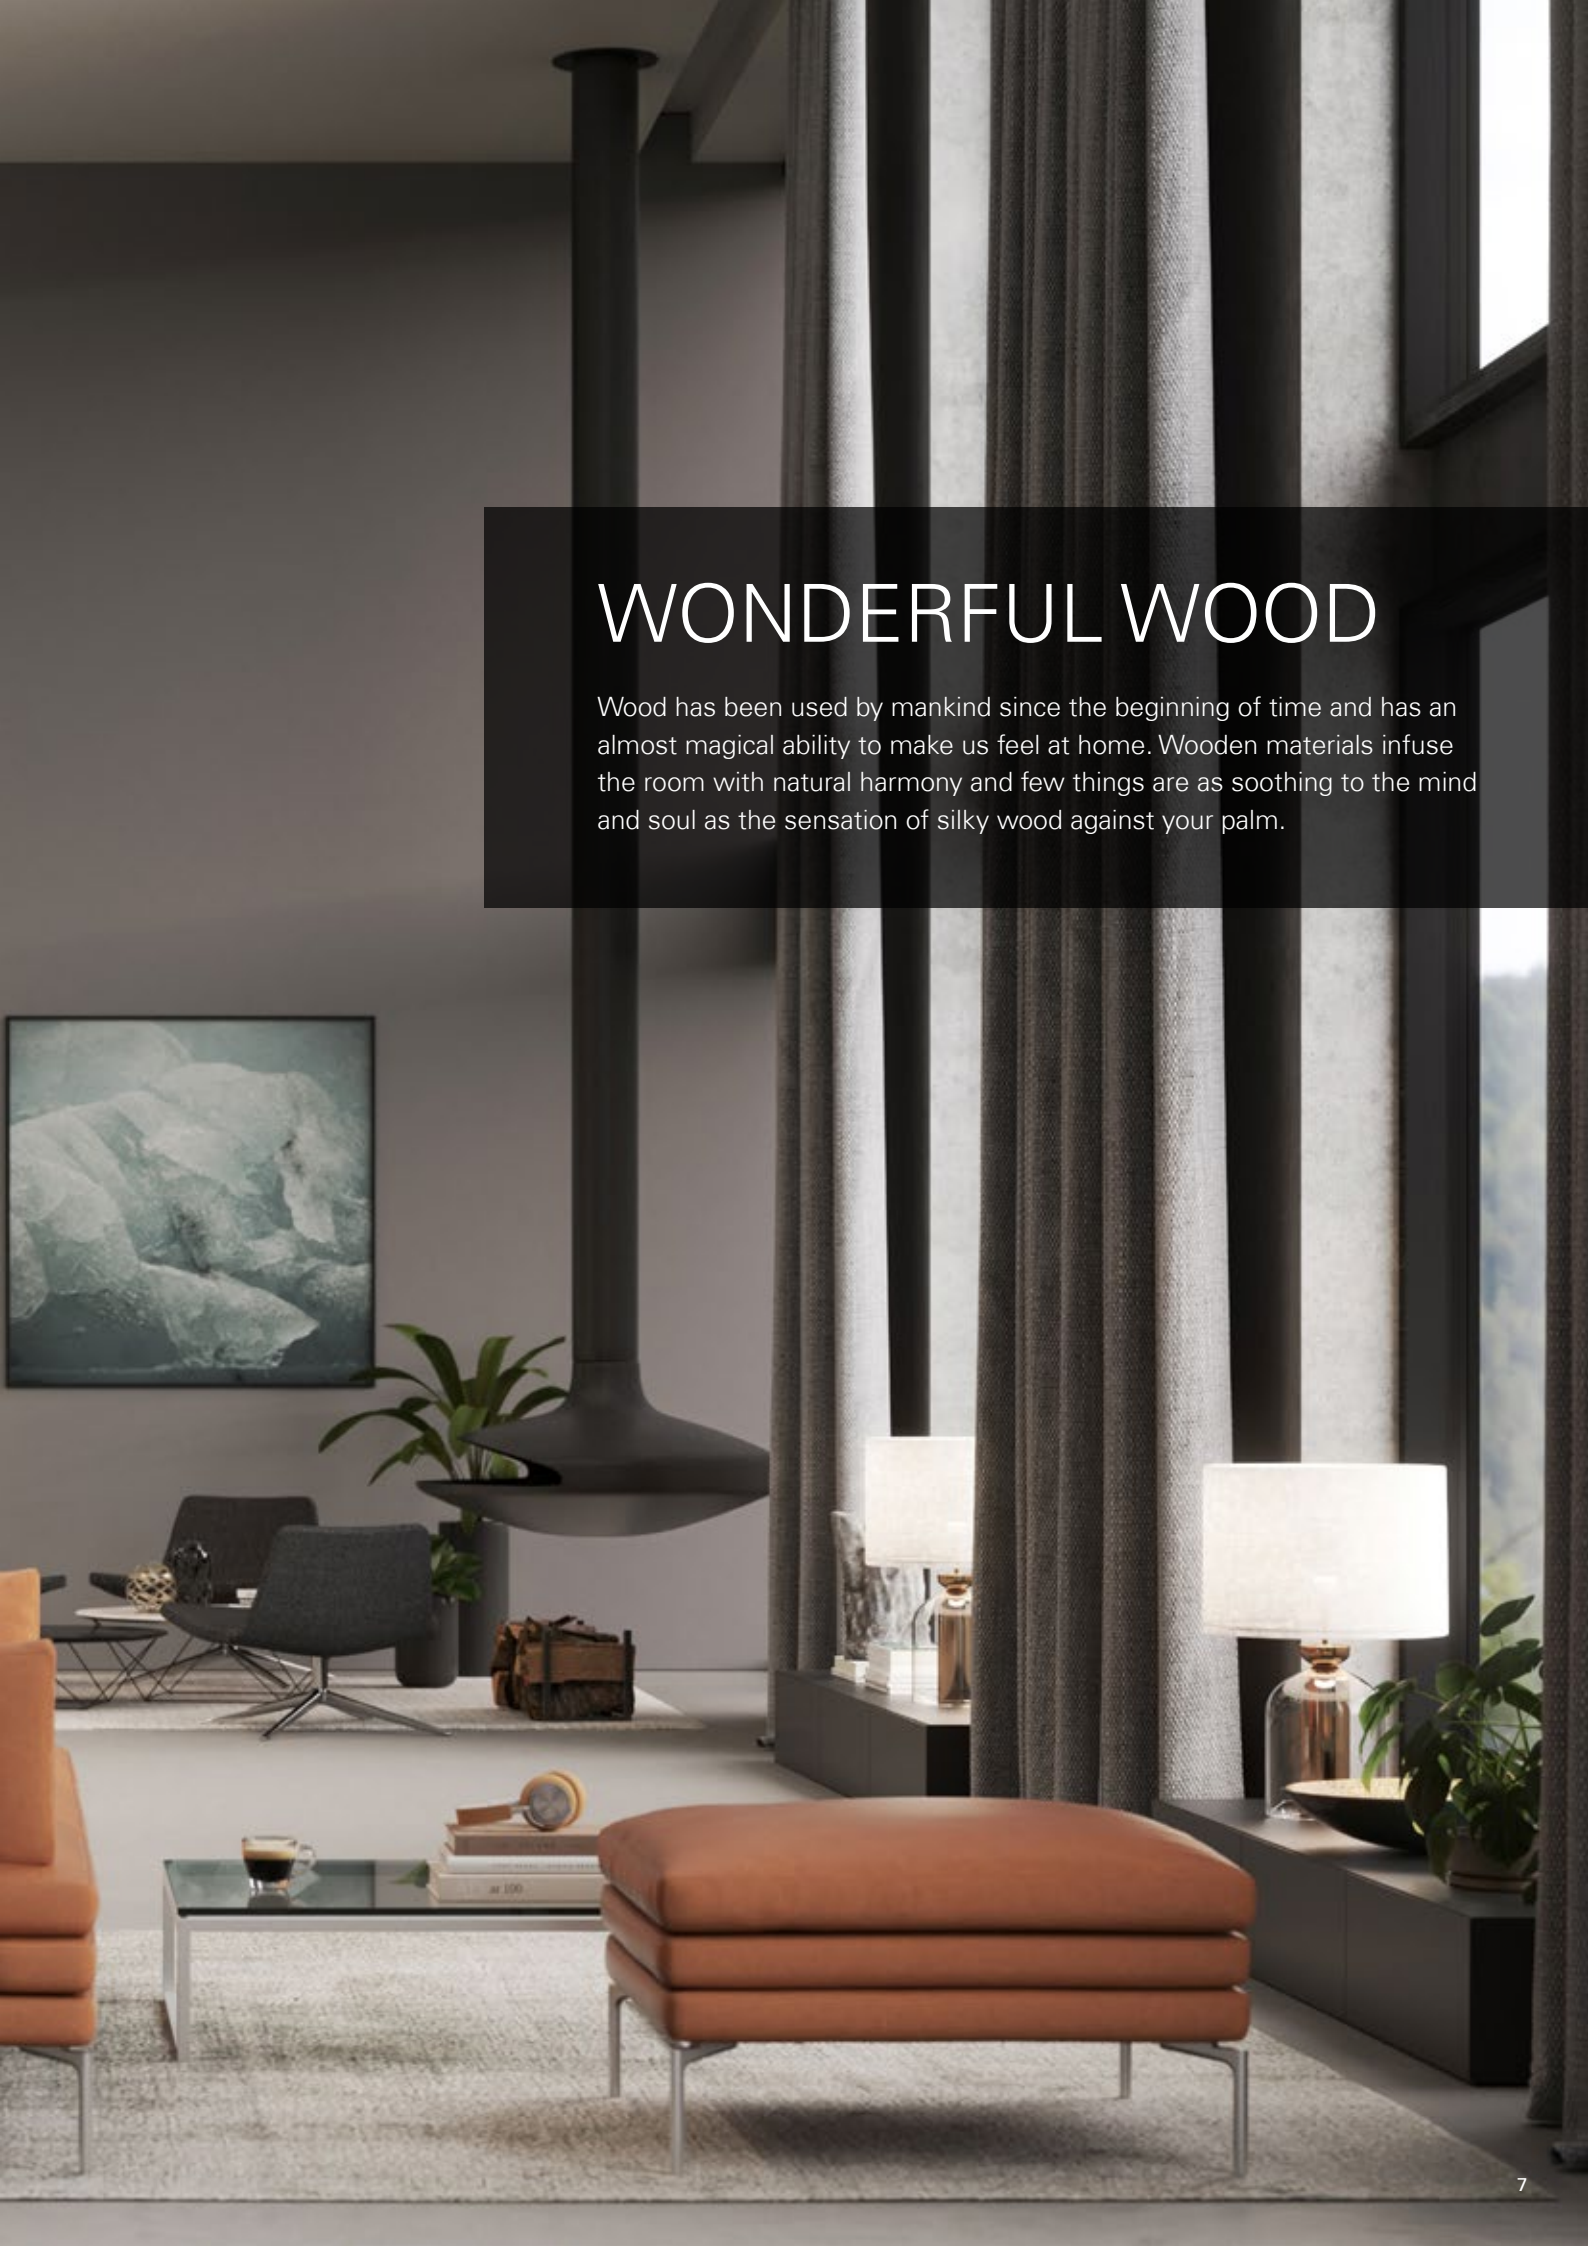 WONDERFUL WOOD
Wood has been used by mankind since the beginning of time and has an
almost magical ability to make us feel at home. Wooden materials infuse
the room with natural harmony and few things are as soothing to the mind
and soul as the sensation of silky wood against your palm.
7